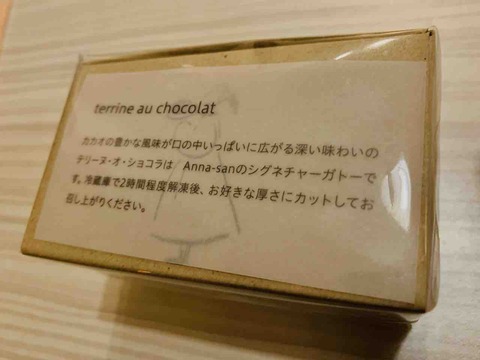 terrine au chocolat
カカオの豊かな風味が口の中いっぱいに広がる深い味わいの
テリーヌ・オ・ショコラは Anna-sanのシグネチャーガトーで
す。冷蔵庫で2時間程度解凍後、お好きな厚さにカットしてお
召し上がりください。